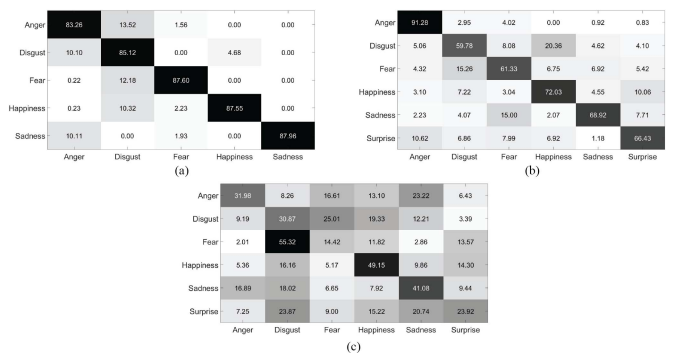 Anger 83.26 13.52 1.56 0.00 0.00
Disgust 10.10 85.12 0.00 4.68 0.00
Fear 0.22 12.18 87.60 0.00 0.00
Happiness 0.23 10.32 2.23 87.55 0.00
Sadness 10.11 0.00 1.93 0.00 87.96
Anger Disgust Fear Happiness Sadness
(a)
Anger 91.28 2.95 4.02 0.00 0.92 0.83
Disgust 5.06 59.78 8.08 20.36 4.62 4.10
Fear 4.32 15.26 61.33 6.75 6.92 5.42
Happiness 3.10 7.22 3.04 72.03 4.55 10.06
Sadness 2.23 4.07 15.00 2.07 68.92 7.71
Surprise 10.62 6.86 7.99 6.92 1.18 66.43
Anger Disgust Fear Happiness Sadness Surprise
(b)
Anger 31.98 8.26 16.61 13.10 23.22 6.43
Disgust 9.19 30.87 25.01 19.33 12.21 3.39
Fear 2.01 55.32 14.42 11.82 2.86 13.57
Happiness 5.36 16.16 5.17 49.15 9.86 14.30
Sadness 16.89 18.02 6.65 7.92 41.08 9.44
Surprise 7.25 23.87 9.00 15.22 20.74 23.92
Anger Disgust Fear Happiness Sadness Surprise
(c)